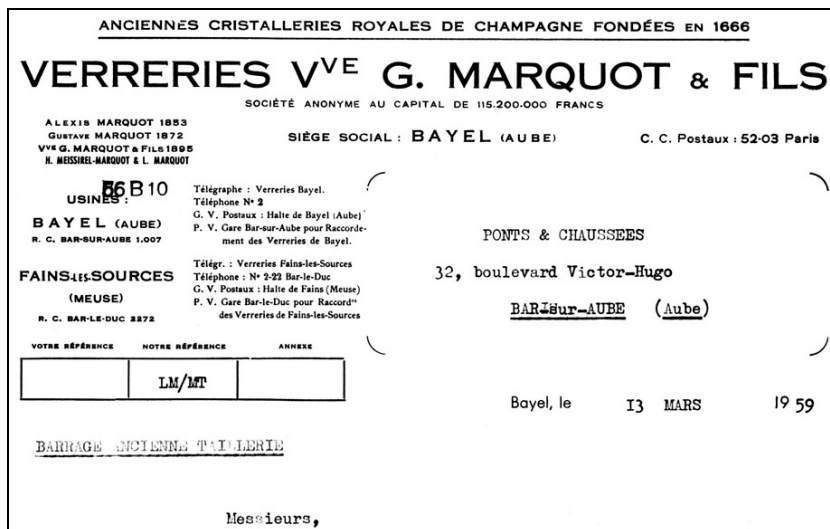 ANCIENNES CRISTALLERIES ROYALES DE CHAMPAGNE FONDÉES EN 1666
VERRERIES VVE G. MARQUOT & FILS
SOCIÉTÉ ANONYME AU CAPITAL DE 115.200.000 FRANCS
ALEXIS MARQUOT 1853
GUSTAVE MARQUOT 1872
VVE G. MARQUOT & FILS 1895
H. MEISSIREL-MARQUOT & L. MARQUOT
SIÈGE SOCIAL : BAYEL (AUBE)
C. C. Postaux : 52-03 Paris
B 10
USINES :
BAYEL (AUBE)
R. C. BAR-SUR-AUBE 1.007
Télégraphe : Verreries Bayel.
Téléphone N° 2
G. V. Postaux : Halte de Bayel (Aube)
P. V. Gare Bar-sur-Aube pour Raccorde-
ment des Verreries de Bayel.
FAINS-LES-SOURCES
(MEUSE)
R. C. BAR-LE-DUC 2272
Télégr. : Verreries Fains-les-Sources
Téléphone : N° 2-22 Bar-le-Duc
G. V. Postaux : Halte de Fains (Meuse)
P. V. Gare Bar-le-Duc pour Raccordt
des Verreries de Fains-les-Sources
PONTS & CHAUSSEES
32, boulevard Victor-Hugo
BAR-sur-AUBE (Aube)
VOTRE RÉFÉRENCE NOTRE RÉFÉRENCE ANNEXE
LM/MT
Bayel, le I3 MARS 1959
BARRAGE ANCIENNE TAILLERIE
Messieurs,